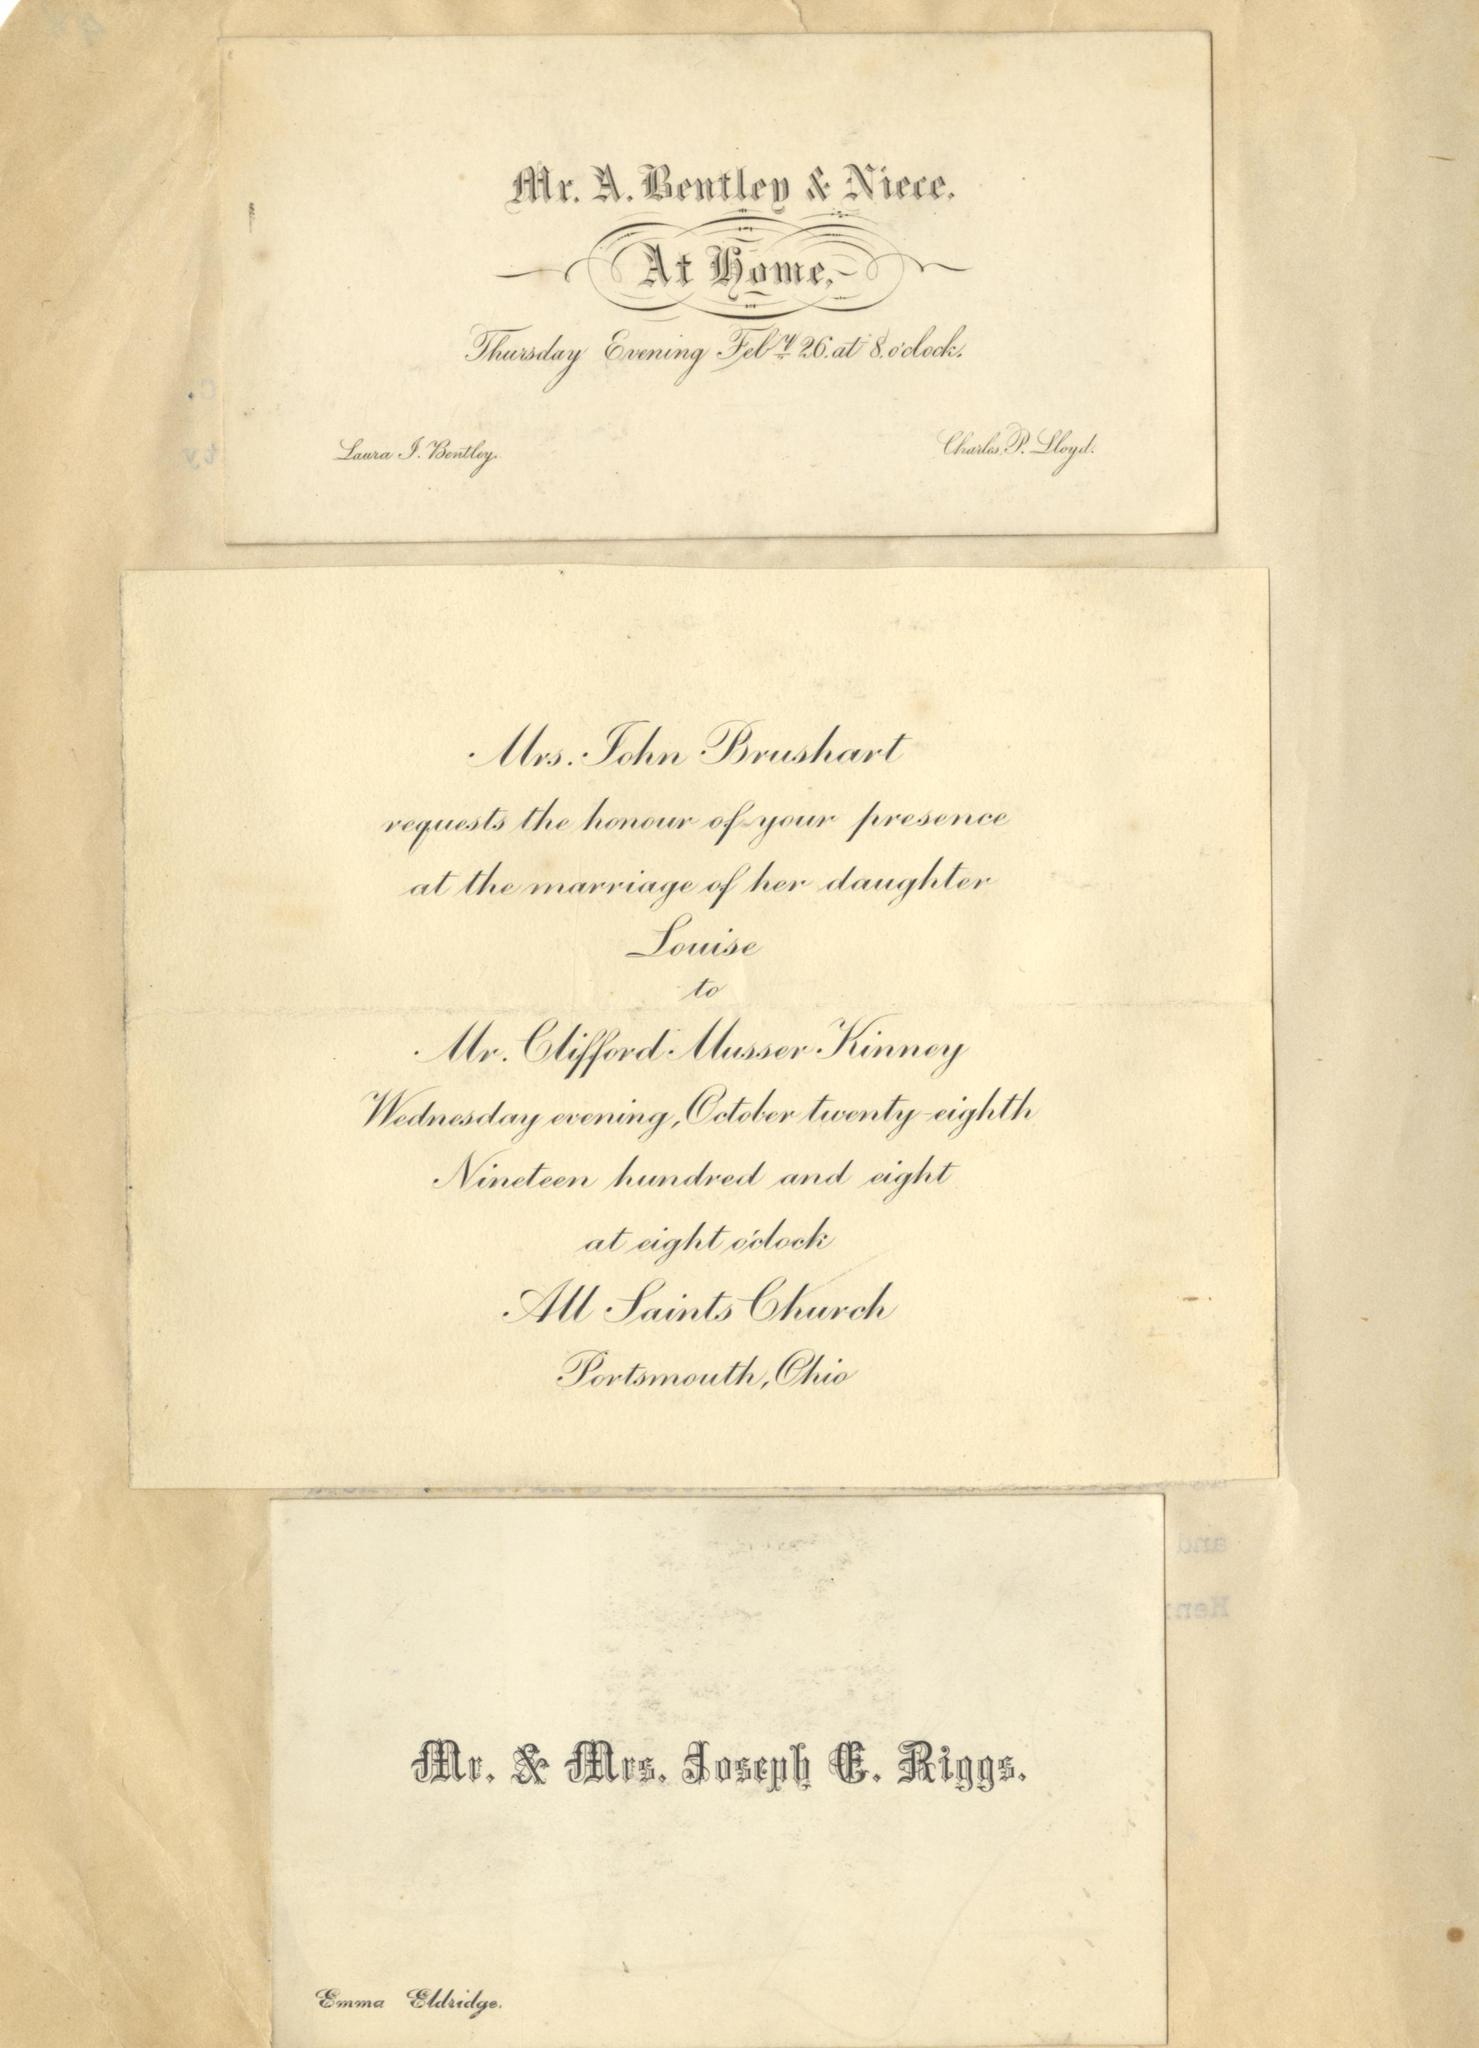 Mr. A. Bentley & Niece.
At Home,
Thursday Evening Feb.ry 26. at 8. o'clock.
Laura I. Bentley.
Charles P. Lloyd.
Mrs. John Brushart
requests the honour of your presence
at the marriage of her daughter
Louise
to
Mr. Clifford Musser Kinney
Wednesday evening, October twenty-eighth
Nineteen hundred and eight
at eight o'clock
All Saints Church
Portsmouth, Ohio
and
Mr. & Mrs. Joseph E. Riggs.
Emma Eldridge.